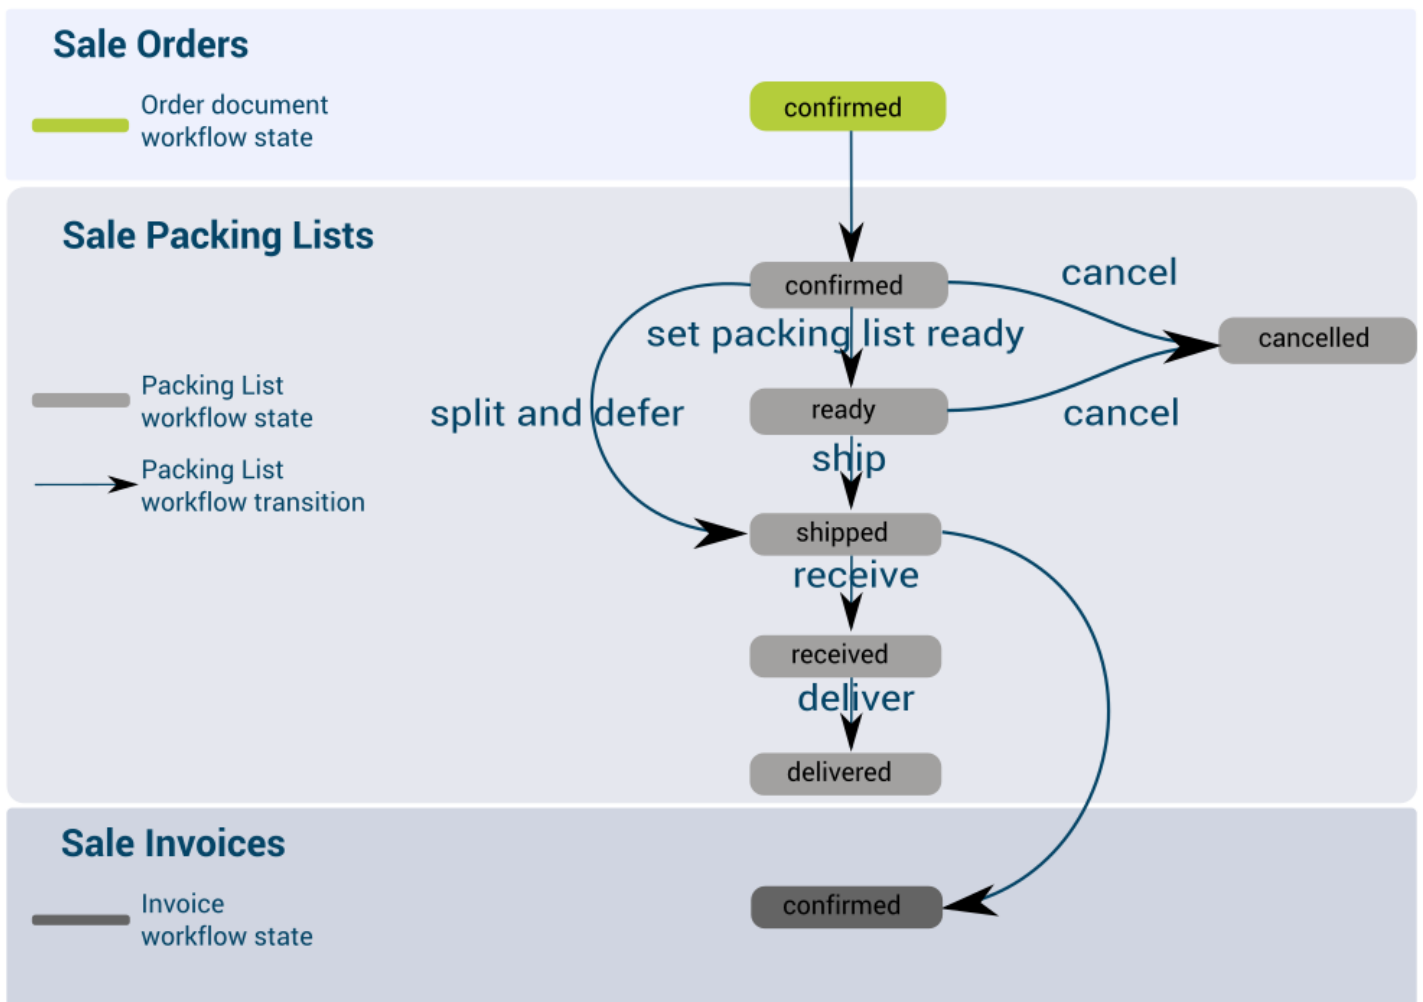 Sale Orders
Order document
workflow state
confirmed
Sale Packing Lists
confirmed
cancel
set packing list ready
cancelled
Packing List
workflow state
ready
split and defer
cancel
ship
Packing List
workflow transition
shipped
receive
received
deliver
delivered
Sale Invoices
Invoice
workflow state
confirmed